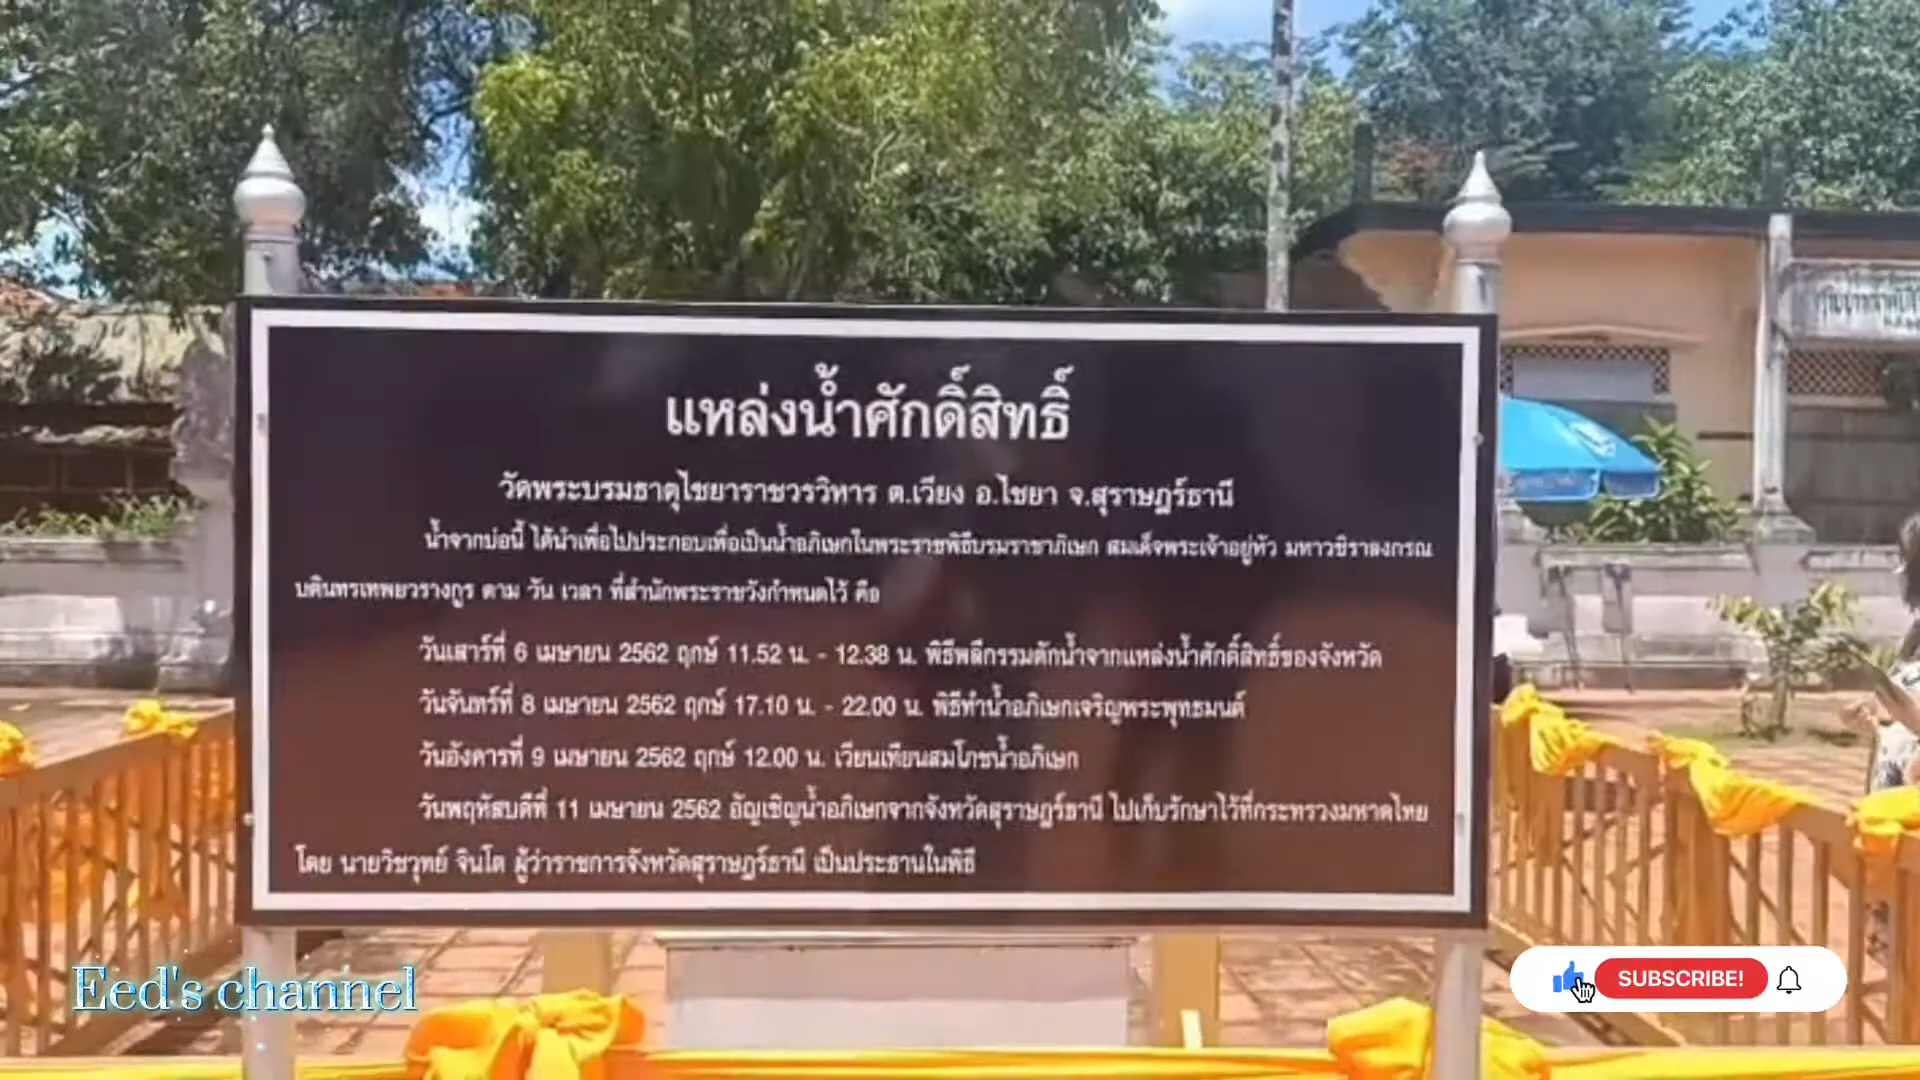 แหล่งน้ำศักดิ์สิทธิ์
วัดพระบรมธาตุไชยาราชวรวิหาร ต.เวียง อ.ไชยา จ.สุราษฎร์ธานี
น้ำจากบ่อนี้ ได้นำเพื่อไปประกอบเพื่อเป็นน้ำอภิเษกในพระราชพิธีบรมราชาภิเษก สมเด็จพระเจ้าอยู่หัว มหาวชิราลงกรณ
บดินทรเทพยวรางกูร ตาม วัน เวลา ที่สำนักพระราชวังกำหนดไว้ คือ
วันเสาร์ที่ 6 เมษายน 2562 ฤกษ์ 11.52 น. - 12.38 น. พิธีพลีกรรมตักน้ำจากแหล่งน้ำศักดิ์สิทธิ์ของจังหวัด
วันจันทร์ที่ 8 เมษายน 2562 ฤกษ์ 17.10 น. - 22.00 น. พิธีทำน้ำอภิเษกเจริญพระพุทธมนต์
วันอังคารที่ 9 เมษายน 2562 ฤกษ์ 12.00 น. เวียนเทียนสมโภชน้ำอภิเษก
วันพฤหัสบดีที่ 11 เมษายน 2562 อัญเชิญน้ำอภิเษกจากจังหวัดสุราษฎร์ธานี ไปเก็บรักษาไว้ที่กระทรวงมหาดไทย
โดย นายวิชวุทย์ จินโต ผู้ว่าราชการจังหวัดสุราษฎร์ธานี เป็นประธานในพิธี
Eed's channel
SUBSCRIBE!